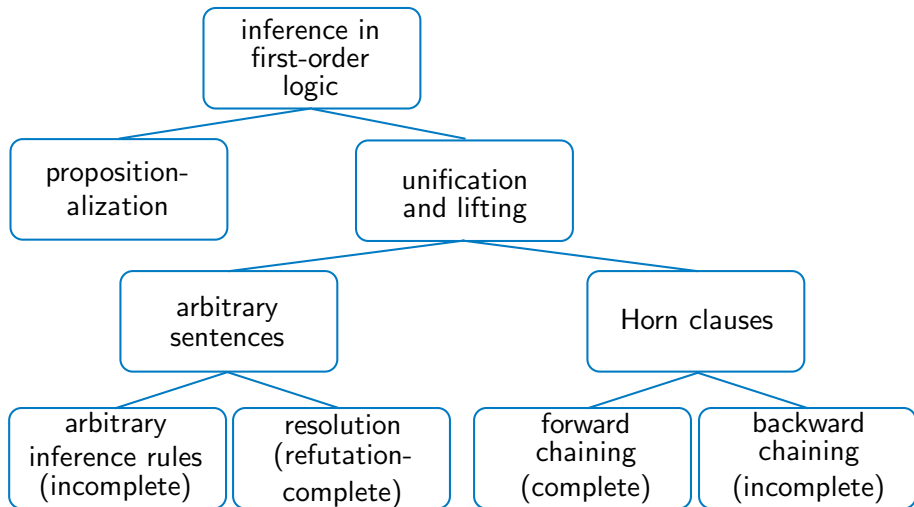 inference in
first-order
logic
proposition-
alization
unification
and lifting
arbitrary
sentences
Horn clauses
arbitrary
inference rules
(incomplete)
resolution
(refutation-
complete)
forward
chaining
(complete)
backward
chaining
(incomplete)